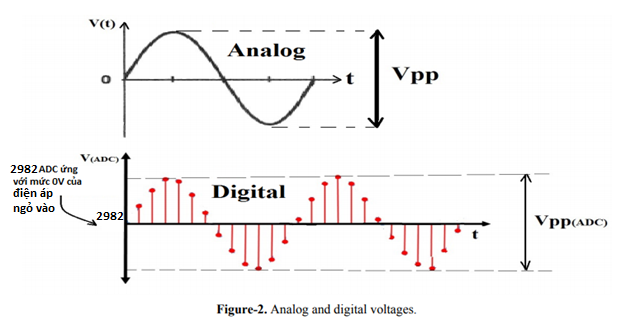 V(t)
Analog
O
t
Vpp
2982 ADC ứng
với mức 0V của
điện áp
ngỏ vào
V(ADC)
Digital
2982
t
Vpp(ADC)
Figure-2. Analog and digital voltages.